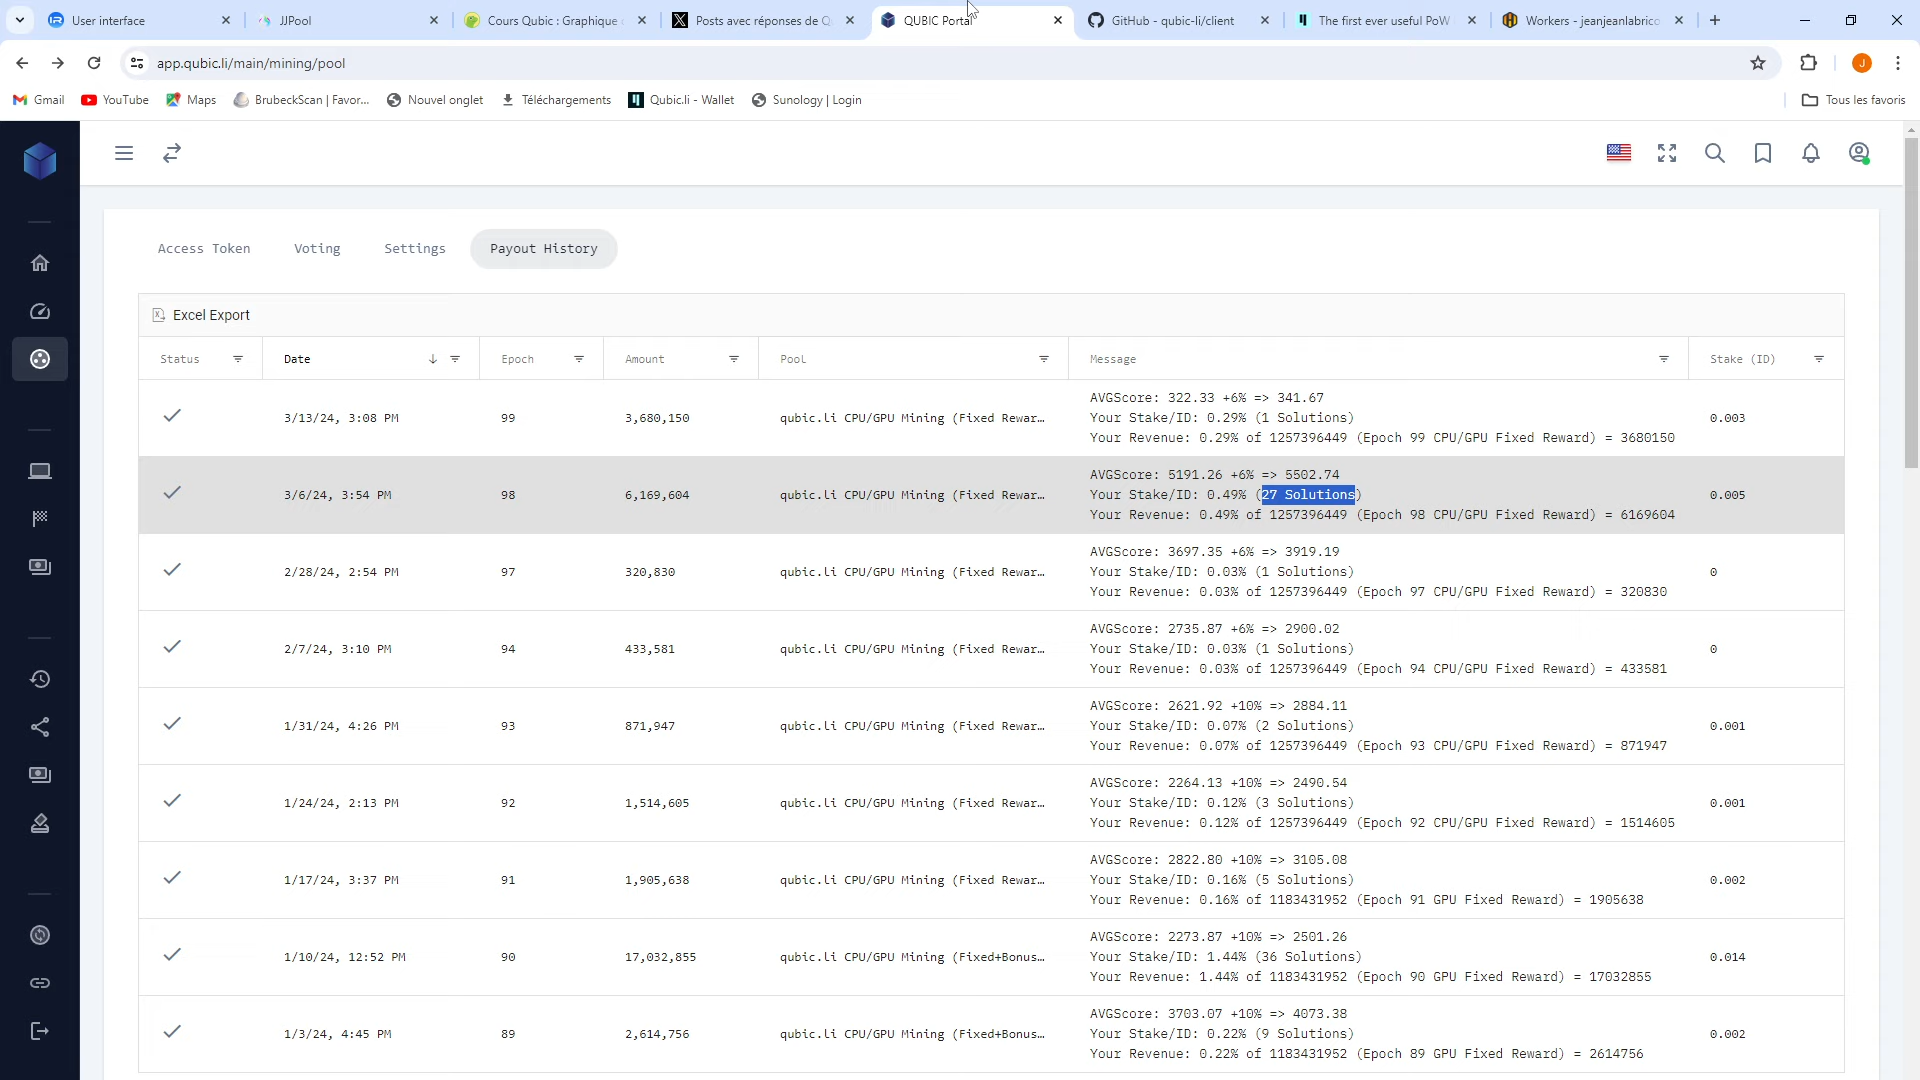 User interface
JJPool
Cours Qubic : Graphique
Posts avec réponses de Q
QUBIC Portal
GitHub - qubic-li/client
The first ever useful PoW
Workers - jeanjeanlabrico
app.qubic.li/main/mining/pool
J
Gmail
YouTube
Maps
BrubeckScan | Favor...
Nouvel onglet
Téléchargements
Qubic.li - Wallet
Sunology | Login
Tous les favoris
Access Token
Voting
Settings
Payout History
Excel Export
Status
Date
Epoch
Amount
Pool
Message
Stake (ID)
3/13/24, 3:08 PM
99
3,680,150
qubic.li CPU/GPU Mining (Fixed Rewar...
AVGScore: 322.33 +6% => 341.67
Your Stake/ID: 0.29% (1 Solutions)
Your Revenue: 0.29% of 1257396449 (Epoch 99 CPU/GPU Fixed Reward) = 3680150
0.003
3/6/24, 3:54 PM
98
6,169,604
qubic.li CPU/GPU Mining (Fixed Rewar...
AVGScore: 5191.26 +6% => 5502.74
Your Stake/ID: 0.49% (27 Solutions)
Your Revenue: 0.49% of 1257396449 (Epoch 98 CPU/GPU Fixed Reward) = 6169604
0.005
2/28/24, 2:54 PM
97
320,830
qubic.li CPU/GPU Mining (Fixed Rewar...
AVGScore: 3697.35 +6% => 3919.19
Your Stake/ID: 0.03% (1 Solutions)
Your Revenue: 0.03% of 1257396449 (Epoch 97 CPU/GPU Fixed Reward) = 320830
0
2/7/24, 3:10 PM
94
433,581
qubic.li CPU/GPU Mining (Fixed Rewar...
AVGScore: 2735.87 +6% => 2900.02
Your Stake/ID: 0.03% (1 Solutions)
Your Revenue: 0.03% of 1257396449 (Epoch 94 CPU/GPU Fixed Reward) = 433581
0
1/31/24, 4:26 PM
93
871,947
qubic.li CPU/GPU Mining (Fixed Rewar...
AVGScore: 2621.92 +10% => 2884.11
Your Stake/ID: 0.07% (2 Solutions)
Your Revenue: 0.07% of 1257396449 (Epoch 93 CPU/GPU Fixed Reward) = 871947
0.001
1/24/24, 2:13 PM
92
1,514,605
qubic.li CPU/GPU Mining (Fixed Rewar...
AVGScore: 2264.13 +10% => 2490.54
Your Stake/ID: 0.12% (3 Solutions)
Your Revenue: 0.12% of 1257396449 (Epoch 92 CPU/GPU Fixed Reward) = 1514605
0.001
1/17/24, 3:37 PM
91
1,905,638
qubic.li CPU/GPU Mining (Fixed Rewar...
AVGScore: 2822.80 +10% => 3105.08
Your Stake/ID: 0.16% (5 Solutions)
Your Revenue: 0.16% of 1183431952 (Epoch 91 GPU Fixed Reward) = 1905638
0.002
1/10/24, 12:52 PM
90
17,032,855
qubic.li CPU/GPU Mining (Fixed+Bonus...
AVGScore: 2273.87 +10% => 2501.26
Your Stake/ID: 1.44% (36 Solutions)
Your Revenue: 1.44% of 1183431952 (Epoch 90 GPU Fixed Reward) = 17032855
0.014
1/3/24, 4:45 PM
89
2,614,756
qubic.li CPU/GPU Mining (Fixed+Bonus...
AVGScore: 3703.07 +10% => 4073.38
Your Stake/ID: 0.22% (9 Solutions)
Your Revenue: 0.22% of 1183431952 (Epoch 89 GPU Fixed Reward) = 2614756
0.002